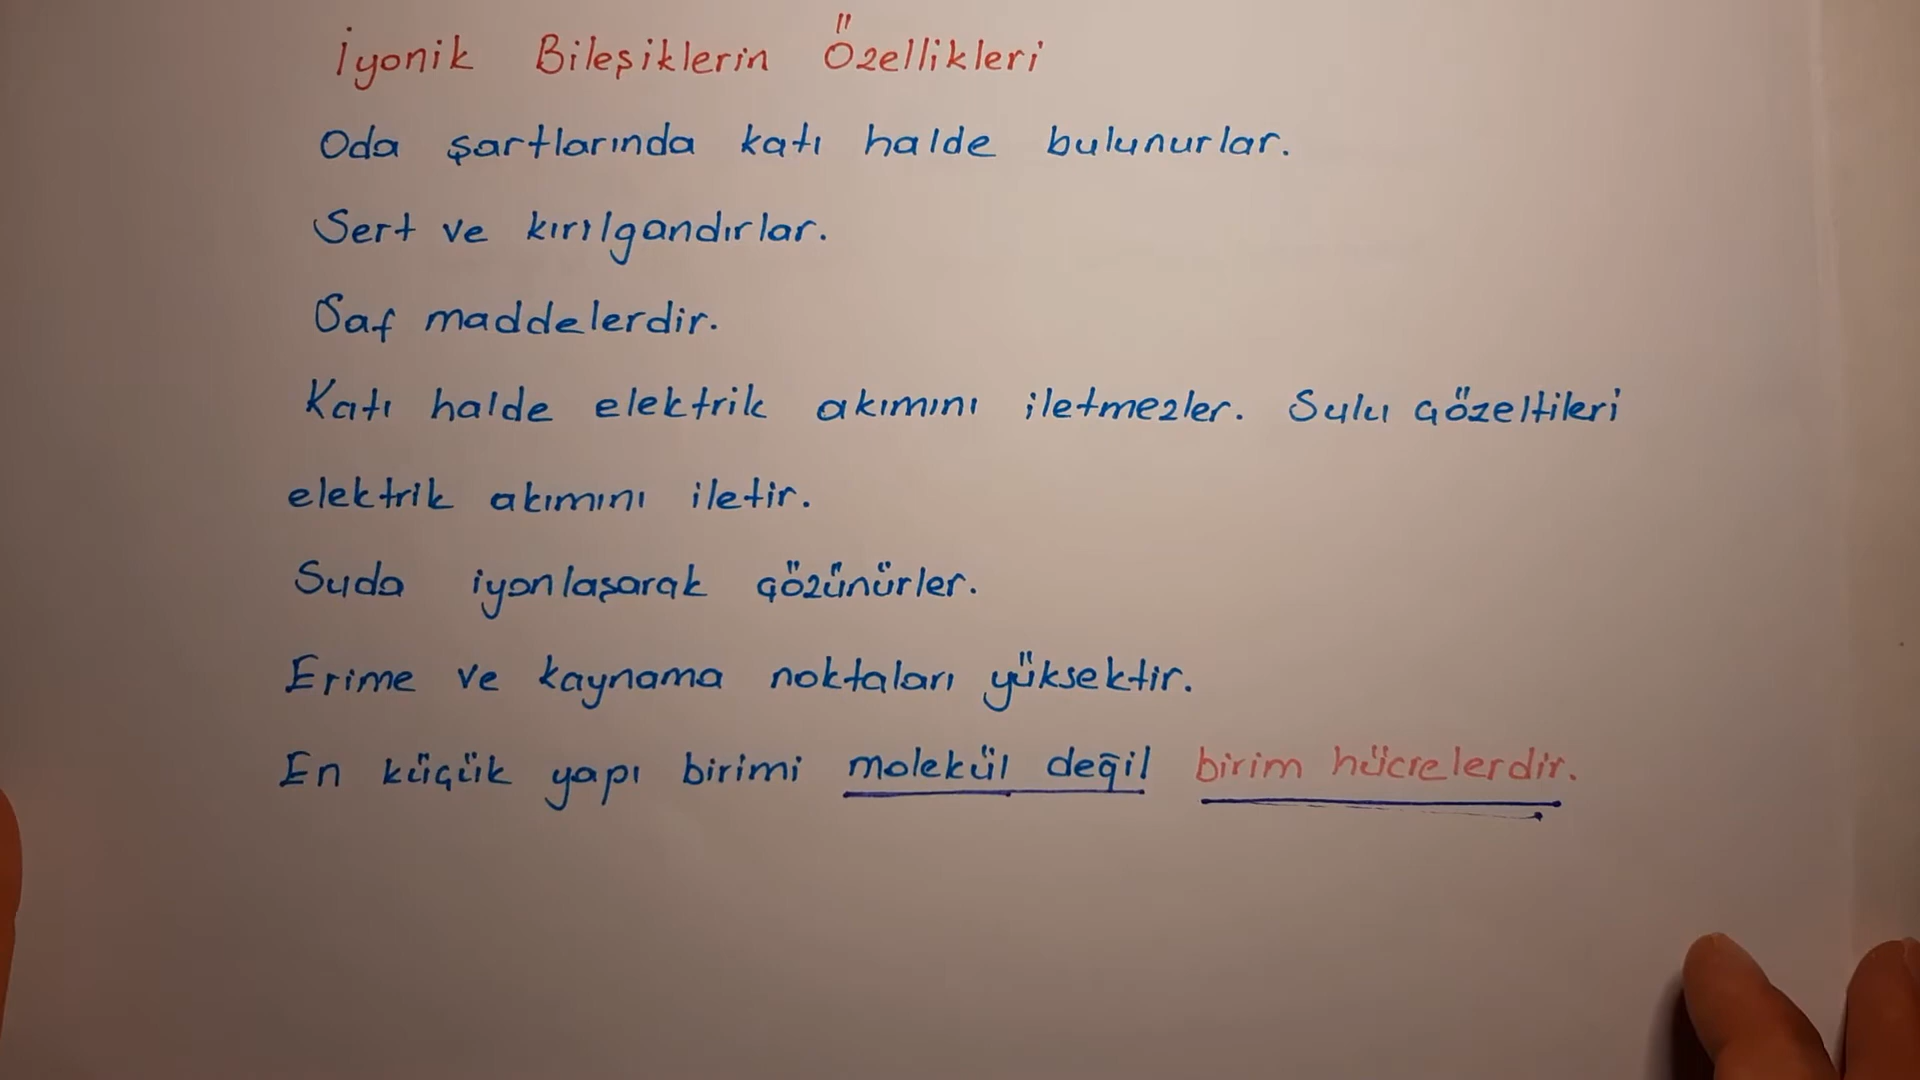 İyonik Bileşiklerin Özellikleri
Oda şartlarında katı halde bulunurlar.
Sert ve kırılgandırlar.
Saf maddelerdir.
Katı halde elektrik akımını iletmezler. Sulu çözeltileri
elektrik akımını iletir.
Suda iyonlaşarak çözünürler.
Erime ve kaynama noktaları yüksektir.
En küçük yapı birimi molekül değil birim hücrelerdir.